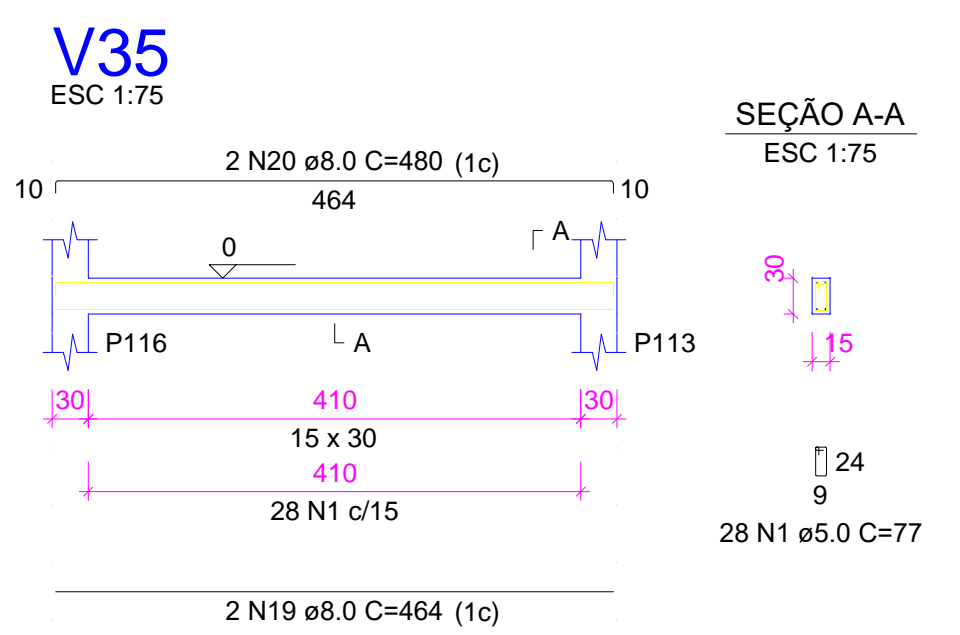 V35
ESC 1:75
SEÇÃO A-A
ESC 1:75
2 N20 ø8.0 C=480 (1c)
10
464
10
A
0
30
A
P116
P113
15
30
410
30
15 x 30
410
28 N1 c/15
24
9
28 N1 ø5.0 C=77
2 N19 ø8.0 C=464 (1c)